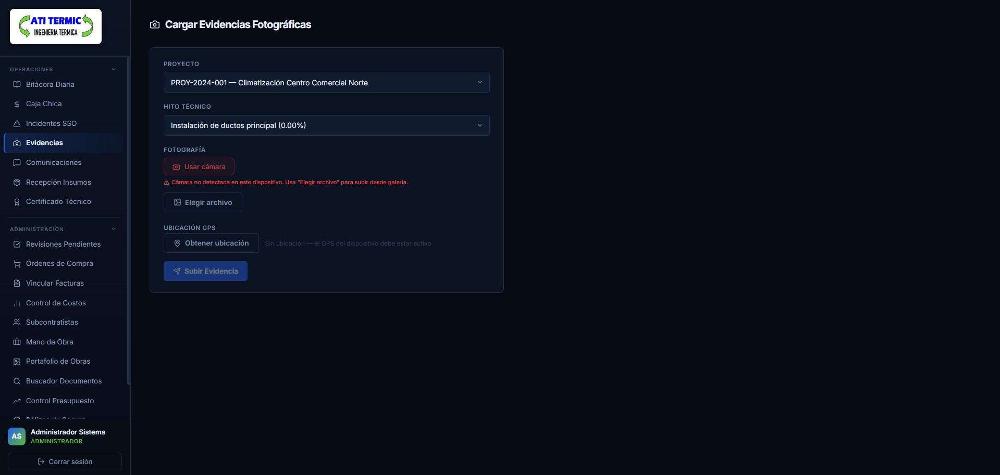 ATI TERMIC
INGENIERIA TERMICA
OPERACIONES
Bitácora Diaria
Caja Chica
Incidentes SSO
Evidencias
Comunicaciones
Recepción Insumos
Certificado Técnico
ADMINISTRACIÓN
Revisiones Pendientes
Órdenes de Compra
Vincular Facturas
Control de Costos
Subcontratistas
Mano de Obra
Portafolio de Obras
Buscador Documentos
Control Presupuesto
AS
Administrador Sistema
ADMINISTRADOR
Cerrar sesión
Cargar Evidencias Fotográficas
PROYECTO
PROY-2024-001 — Climatización Centro Comercial Norte
HITO TÉCNICO
Instalación de ductos principal (0.00%)
FOTOGRAFÍA
Usar cámara
Cámara no detectada en este dispositivo. Usa "Elegir archivo" para subir desde galería.
Elegir archivo
UBICACIÓN GPS
Obtener ubicación
Sin ubicación — el GPS del dispositivo debe estar activo
Subir Evidencia